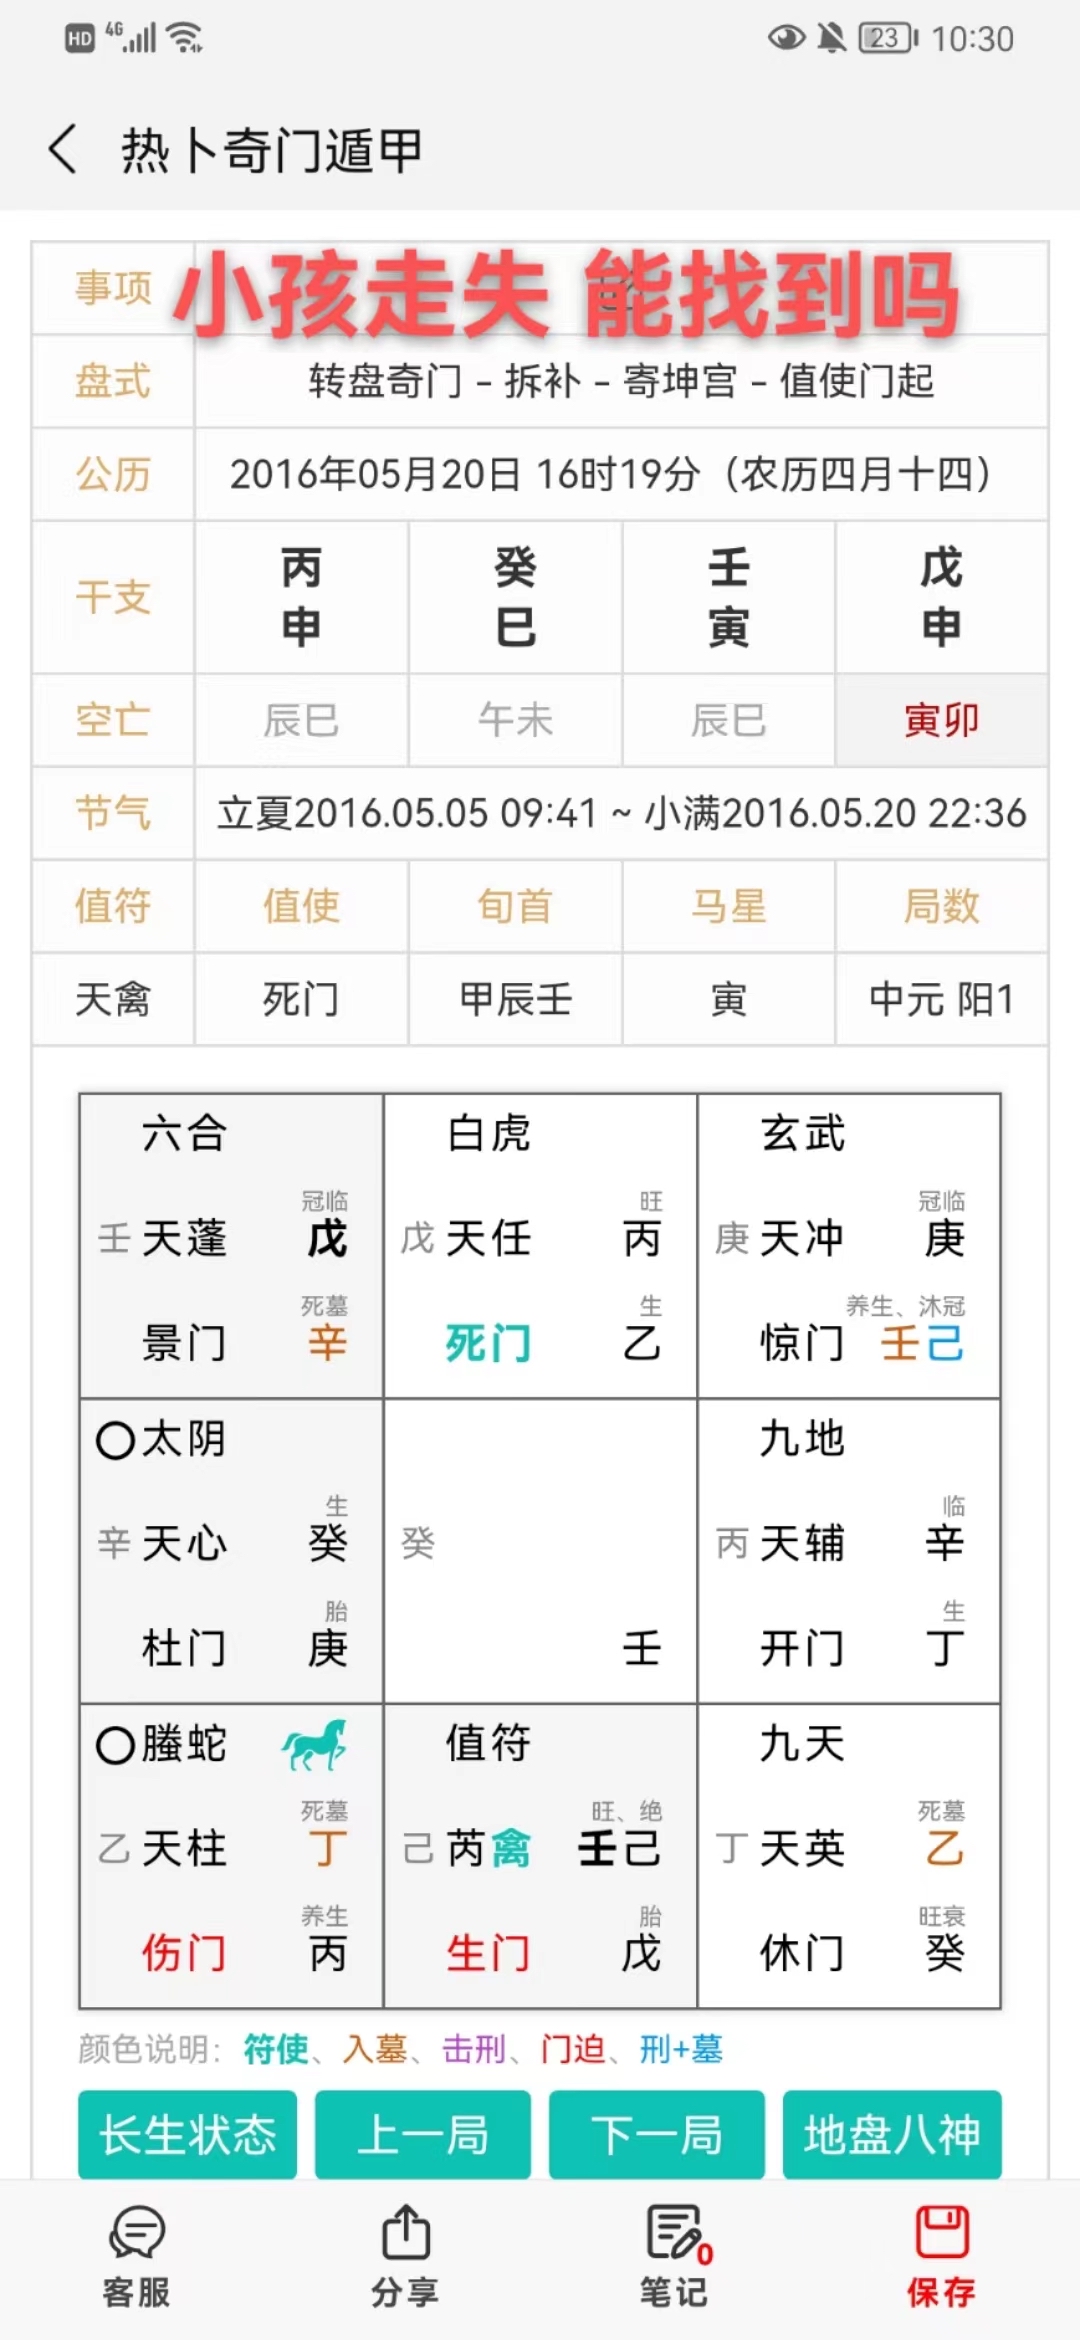 HD 4G 23 10:30
热卜奇门遁甲
事项 小孩走失 能找到吗
盘式 转盘奇门 - 拆补 - 寄坤宫 - 值使门起
公历 2016年05月20日 16时19分（农历四月十四）
干支 丙申 癸巳 壬寅 戊申
空亡 辰巳 午未 辰巳 寅卯
节气 立夏2016.05.05 09:41 ~ 小满2016.05.20 22:36
值符 值使 旬首 马星 局数
天禽 死门 甲辰壬 寅 中元 阳1
六合 白虎 玄武
冠临 旺 冠临
壬 天蓬 戊 戊 天任 丙 庚 天冲 庚
死墓 生 养生、沐冠
景门 辛 死门 乙 惊门 壬己
太阴 九地
生 临
辛 天心 癸 癸 丙 天辅 辛
胎 生
杜门 庚 壬 开门 丁
螣蛇 值符 九天
死墓 旺、绝 死墓
乙 天柱 丁 己 芮禽 壬己 丁 天英 乙
养生 胎 旺衰
伤门 丙 生门 戊 休门 癸
颜色说明: 符使、入墓、击刑、门迫、刑+墓
长生状态 上一局 下一局 地盘八神
0
客服 分享 笔记 保存